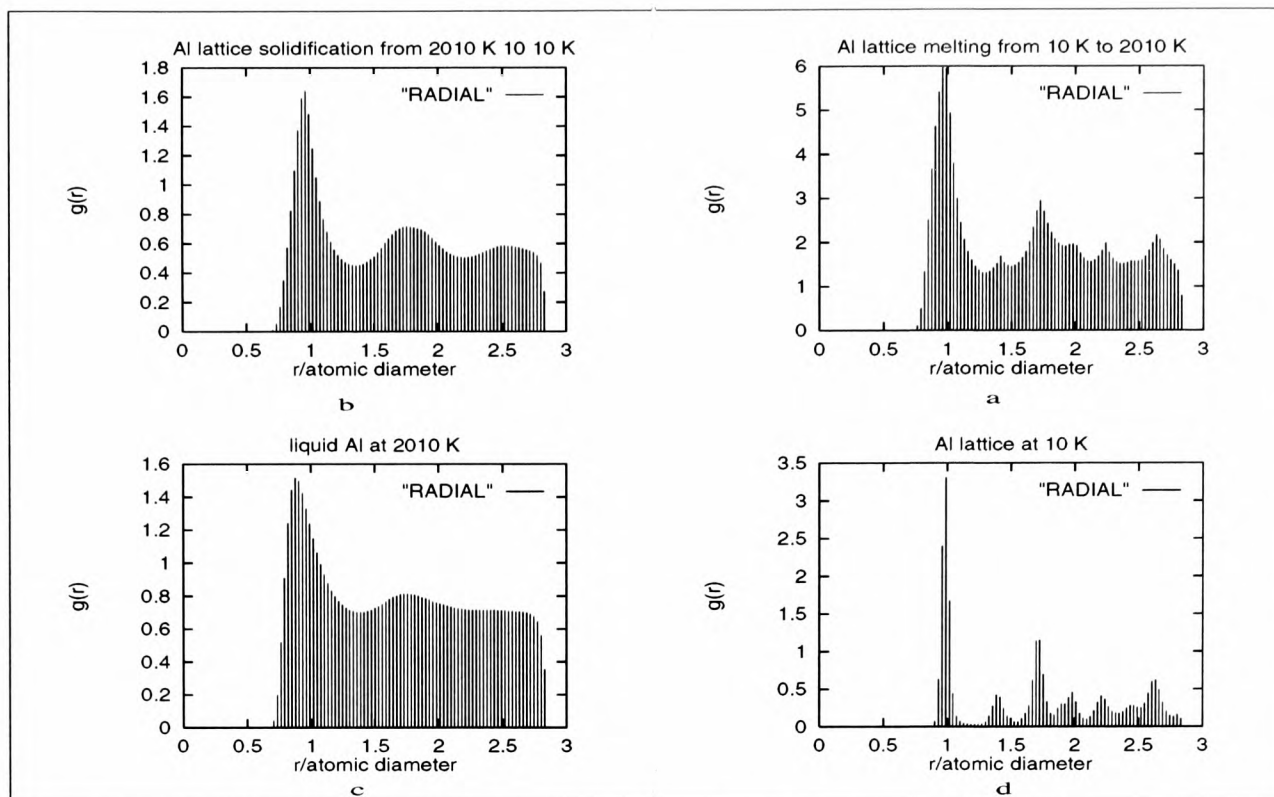 Al lattice solidification from 2010 K 10 10 K
1.8
1.6
1.4
1.2
1
0.8
0.6
0.4
0.2
0
g(r)
"RADIAL"
0 0.5 1 1.5 2 2.5 3
r/atomic diameter
b
Al lattice melting from 10 K to 2010 K
6
5
4
3
2
1
0
g(r)
"RADIAL"
0 0.5 1 1.5 2 2.5 3
r/atomic diameter
a
liquid Al at 2010 K
1.6
1.4
1.2
1
0.8
0.6
0.4
0.2
0
g(r)
"RADIAL"
0 0.5 1 1.5 2 2.5 3
r/atomic diameter
c
Al lattice at 10 K
3.5
3
2.5
2
1.5
1
0.5
0
g(r)
"RADIAL"
0 0.5 1 1.5 2 2.5 3
r/atomic diameter
d